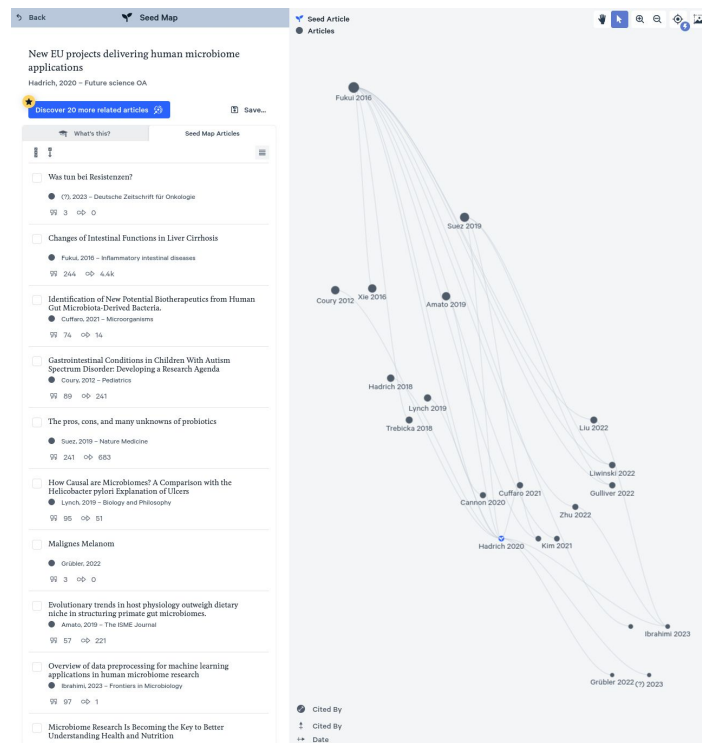 Back
Seed Map
New EU projects delivering human microbiome
applications
Hadrich, 2020 – Future science OA
Discover 20 more related articles
Save...
What's this?
Seed Map Articles
Was tun bei Resistenzen?
(?), 2023 – Deutsche Zeitschrift für Onkologie
3 0
Changes of Intestinal Functions in Liver Cirrhosis
Fukui, 2016 – Inflammatory intestinal diseases
244 4.4k
Identification of New Potential Biotherapeutics from Human
Gut Microbiota-Derived Bacteria.
Cuffaro, 2021 – Microorganisms
74 14
Gastrointestinal Conditions in Children With Autism
Spectrum Disorder: Developing a Research Agenda
Coury, 2012 – Pediatrics
89 241
The pros, cons, and many unknowns of probiotics
Suez, 2019 – Nature Medicine
241 683
How Causal are Microbiomes? A Comparison with the
Helicobacter pylori Explanation of Ulcers
Lynch, 2019 – Biology and Philosophy
95 51
Malignes Melanom
Grübler, 2022
3 0
Evolutionary trends in host physiology outweigh dietary
niche in structuring primate gut microbiomes.
Amato, 2019 – The ISME Journal
57 221
Overview of data preprocessing for machine learning
applications in human microbiome research
Ibrahimi, 2023 – Frontiers in Microbiology
97 1
Microbiome Research Is Becoming the Key to Better
Understanding Health and Nutrition
Seed Article
Articles
Fukui 2016
Suez 2019
Coury 2012
Xie 2016
Amato 2019
Hadrich 2018
Lynch 2019
Trebicka 2018
Liu 2022
Liwinski 2022
Gulliver 2022
Cuffaro 2021
Cannon 2020
Zhu 2022
Hadrich 2020
Kim 2021
Ibrahimi 2023
Grübler 2022
(?) 2023
Cited By
Cited By
Date